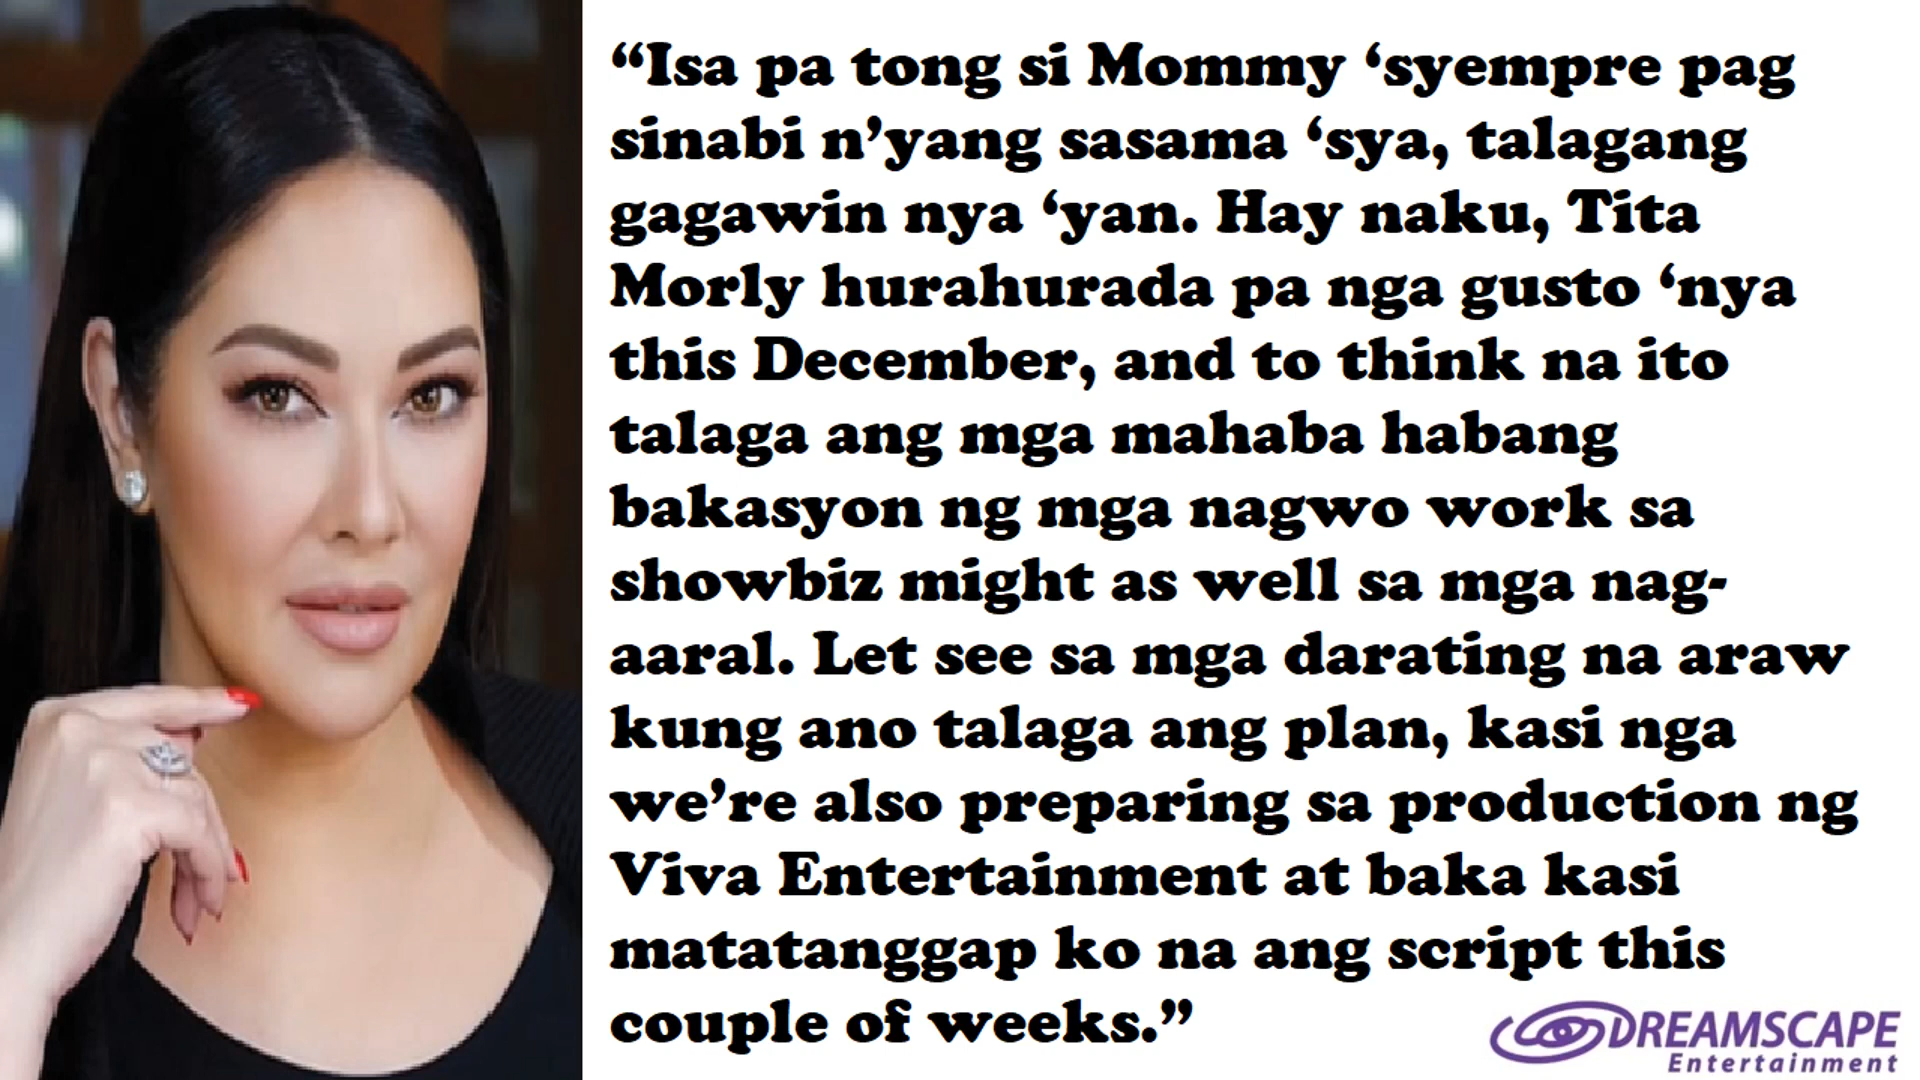 “Isa pa tong si Mommy ‘syempre pag
sinabi n’yang sasama ‘sya, talagang
gagawin nya ‘yan. Hay naku, Tita
Morly hurahurada pa nga gusto ‘nya
this December, and to think na ito
talaga ang mga mahaba habang
bakasyon ng mga nagwo work sa
showbiz might as well sa mga nag-
aaral. Let see sa mga darating na araw
kung ano talaga ang plan, kasi nga
we’re also preparing sa production ng
Viva Entertainment at baka kasi
matatanggap ko na ang script this
couple of weeks.”
DREAMSCAPE
Entertainment